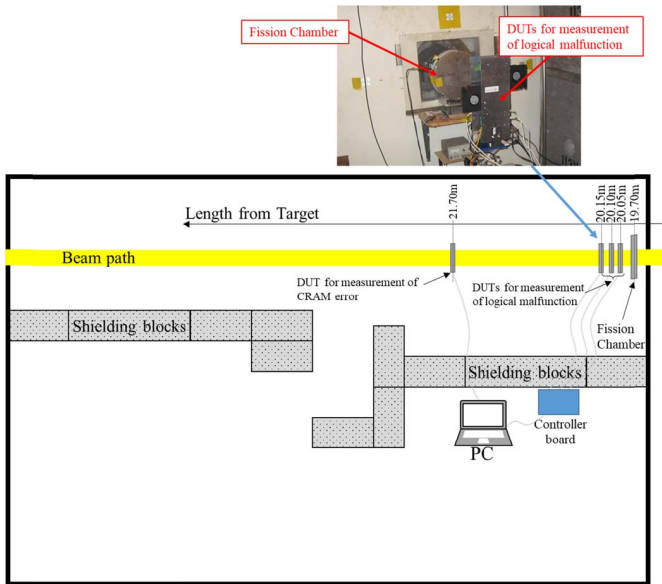 Fission Chamber
DUTs for measurement
of logical malfunction
Length from Target
21.70m
20.15m
20.10m
20.05m
19.70m
Beam path
DUT for measurement of
CRAM error
DUTs for measurement
of logical malfunction
Fission
Chamber
Shielding blocks
Shielding blocks
Controller
board
PC